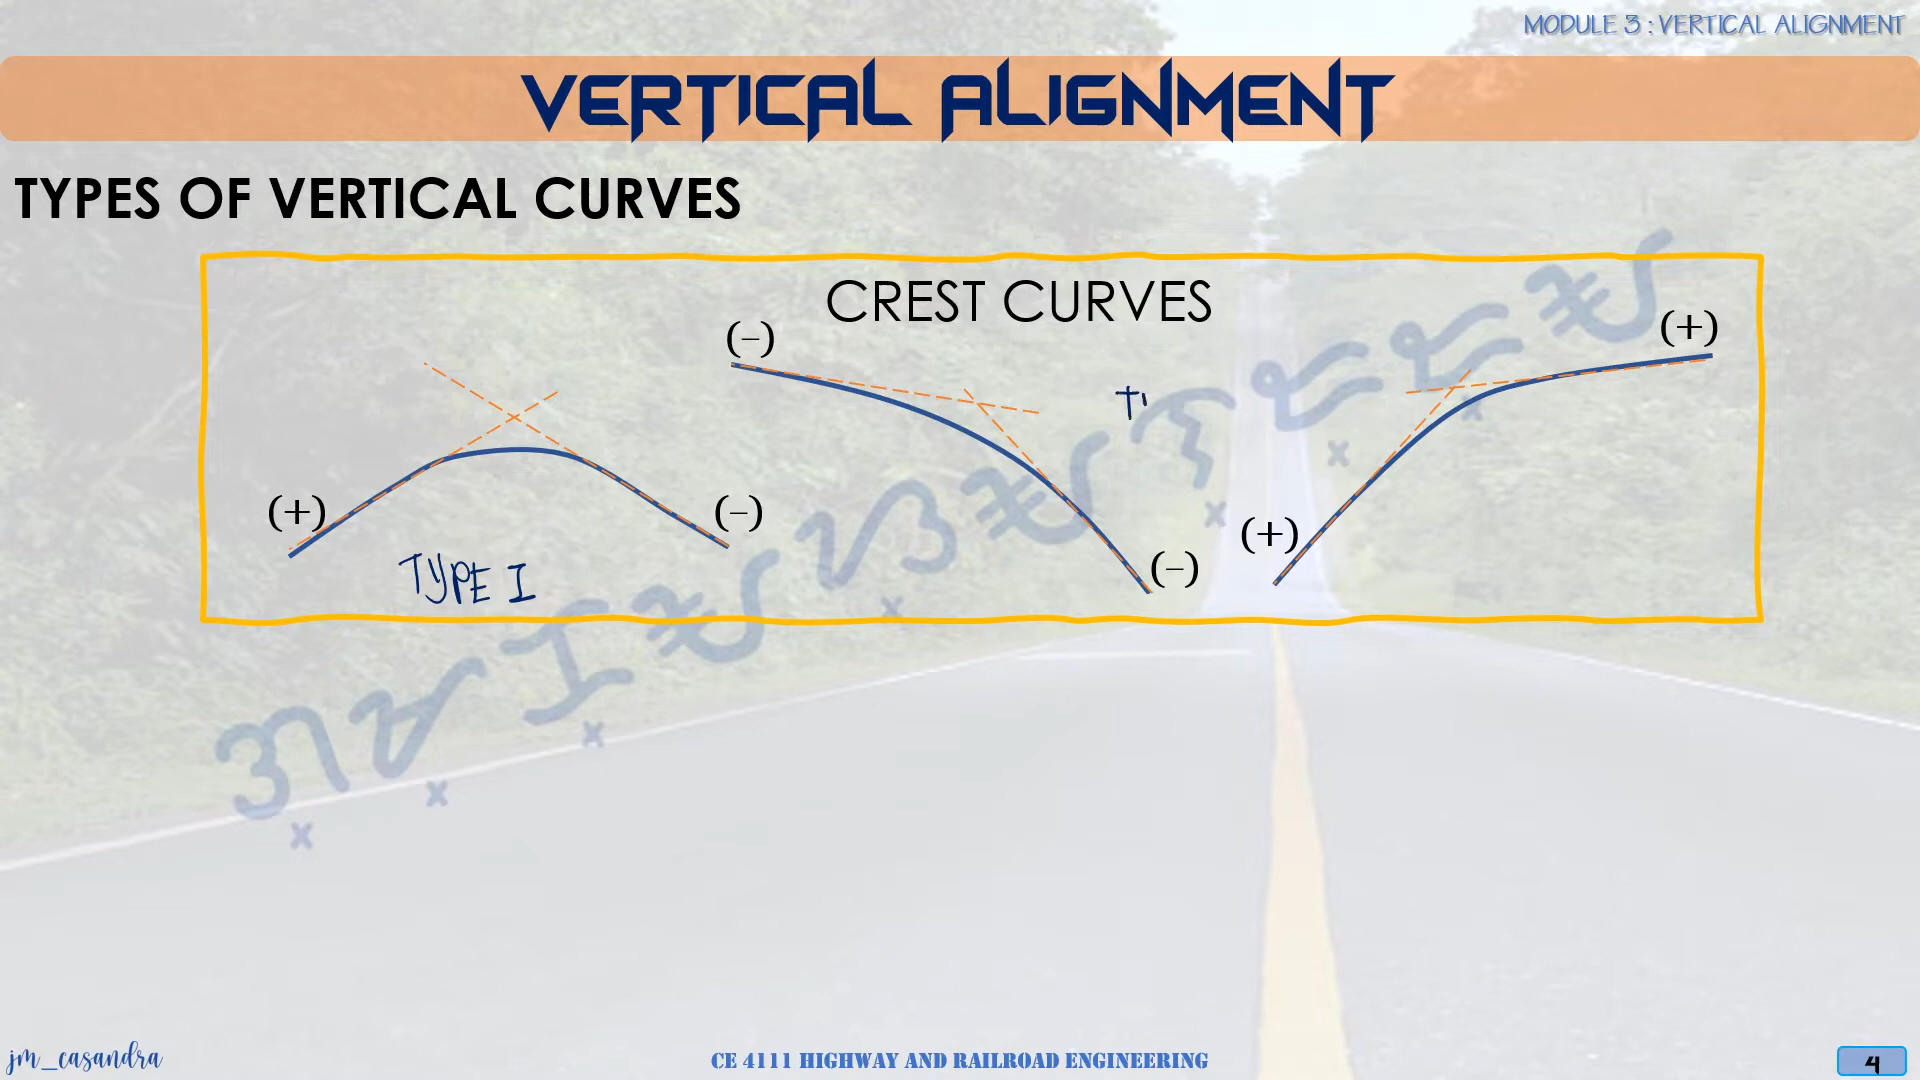 MODULE 3 : VERTICAL ALIGNMENT
VERTICAL ALIGNMENT
TYPES OF VERTICAL CURVES
CREST CURVES
(–)
(+)
(+)
(–)
(+)
(–)
TYPE I
jm_casandra
CE 4111 HIGHWAY AND RAILROAD ENGINEERING
4